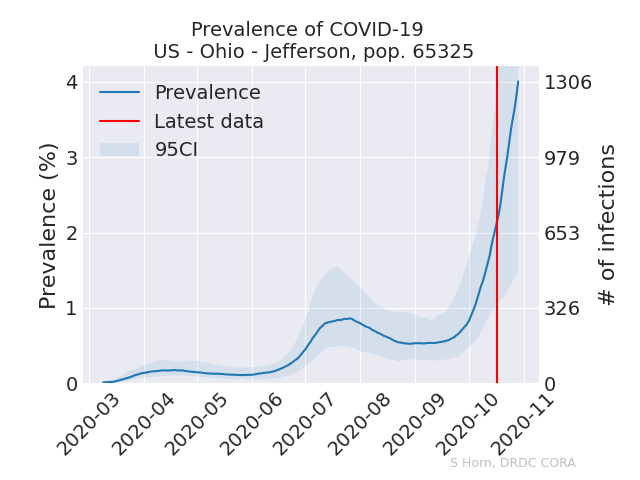 Prevalence of COVID-19
US - Ohio - Jefferson, pop. 65325
Prevalence
Latest data
95CI
Prevalence (%)
4
3
2
1
0
1306
979
653
326
0
# of infections
2020-03
2020-04
2020-05
2020-06
2020-07
2020-08
2020-09
2020-10
2020-11
S Horn, DRDC CORA